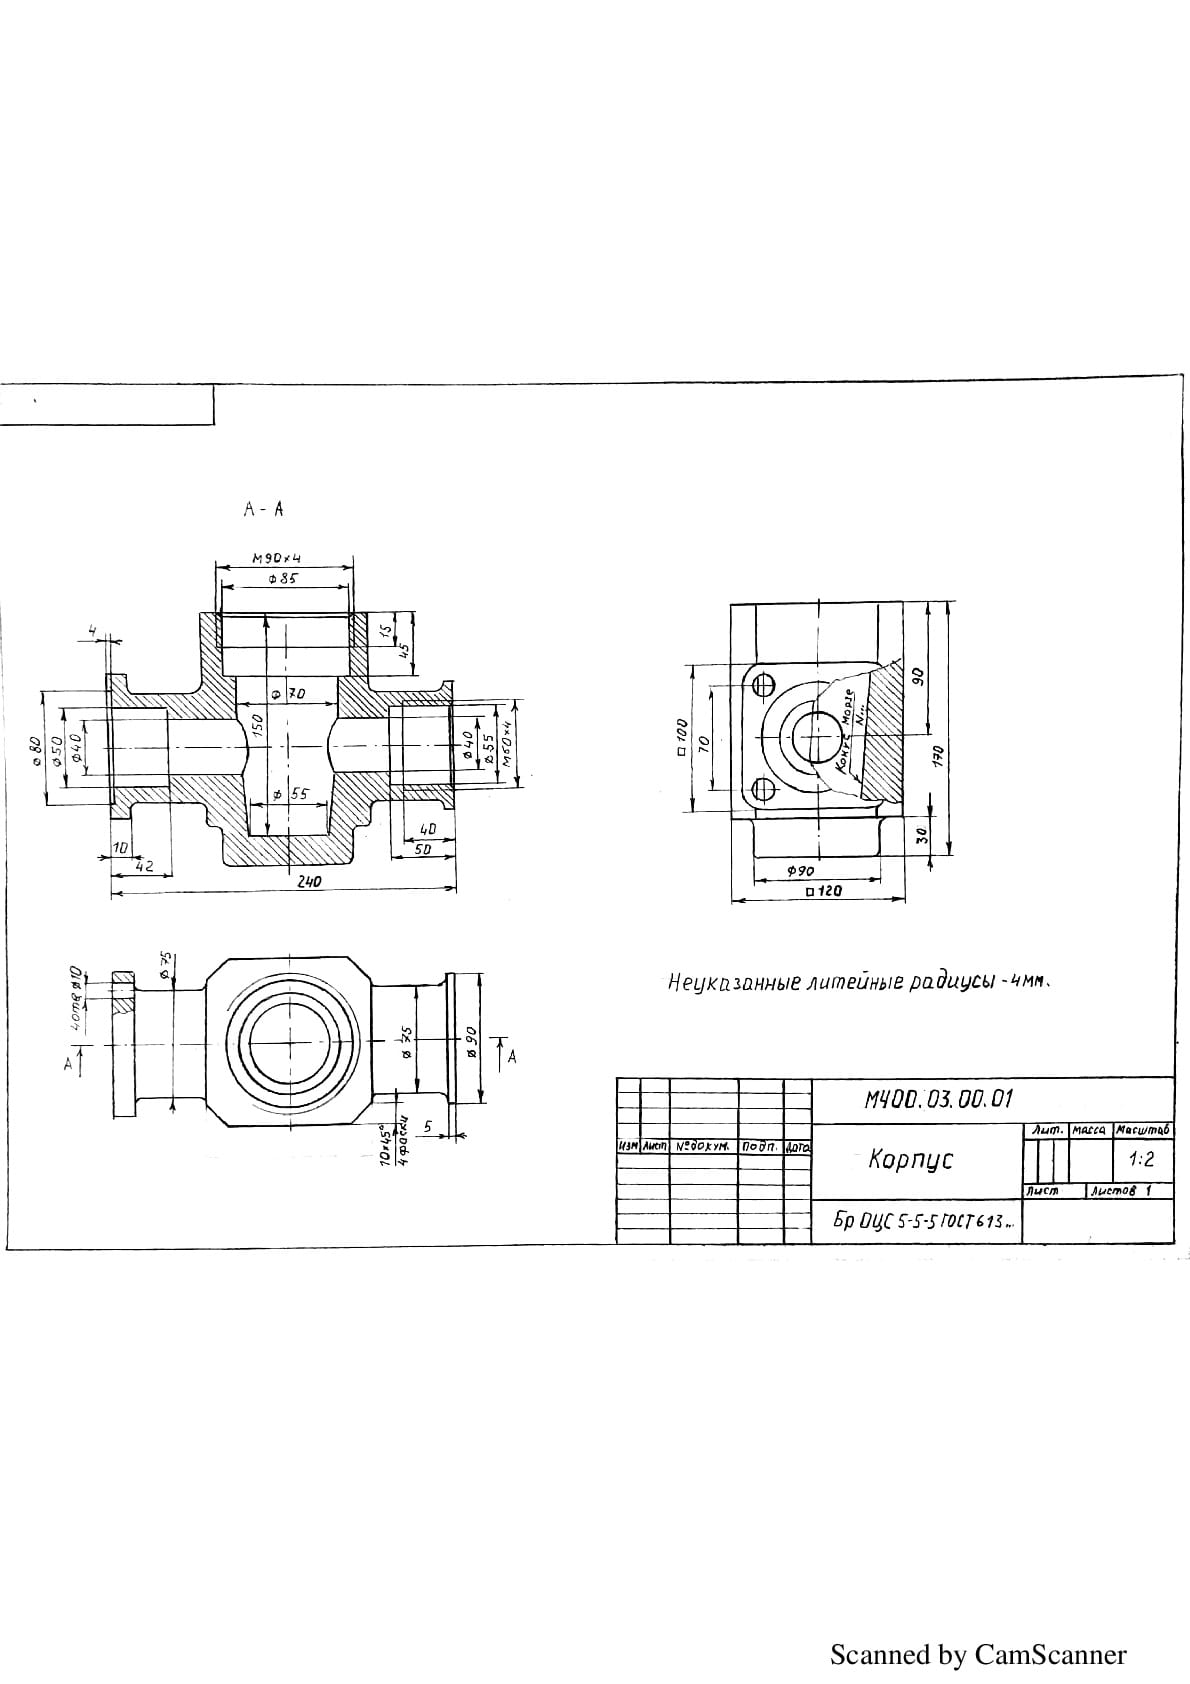 А - А
М90×4
ф85
4
15
45
ф80
ф50
ф40
ф70
150
ф55
ф40
ф55
М60×4
10
42
40
50
240
□100
70
Конус Морзе
N...
90
170
30
ф90
□120
4отв ф10
ф75
А
ф75
ф90
А
10×45°
4 фаски
5
Неуказанные литейные радиусы - 4мм.
М400.03.00.01
Изм Лист №докум. Подп. Дата
Корпус
Лит. Масса Масштаб
1:2
Лист Листов 1
Бр ОЦС 5-5-5 ГОСТ 613...
Scanned by CamScanner